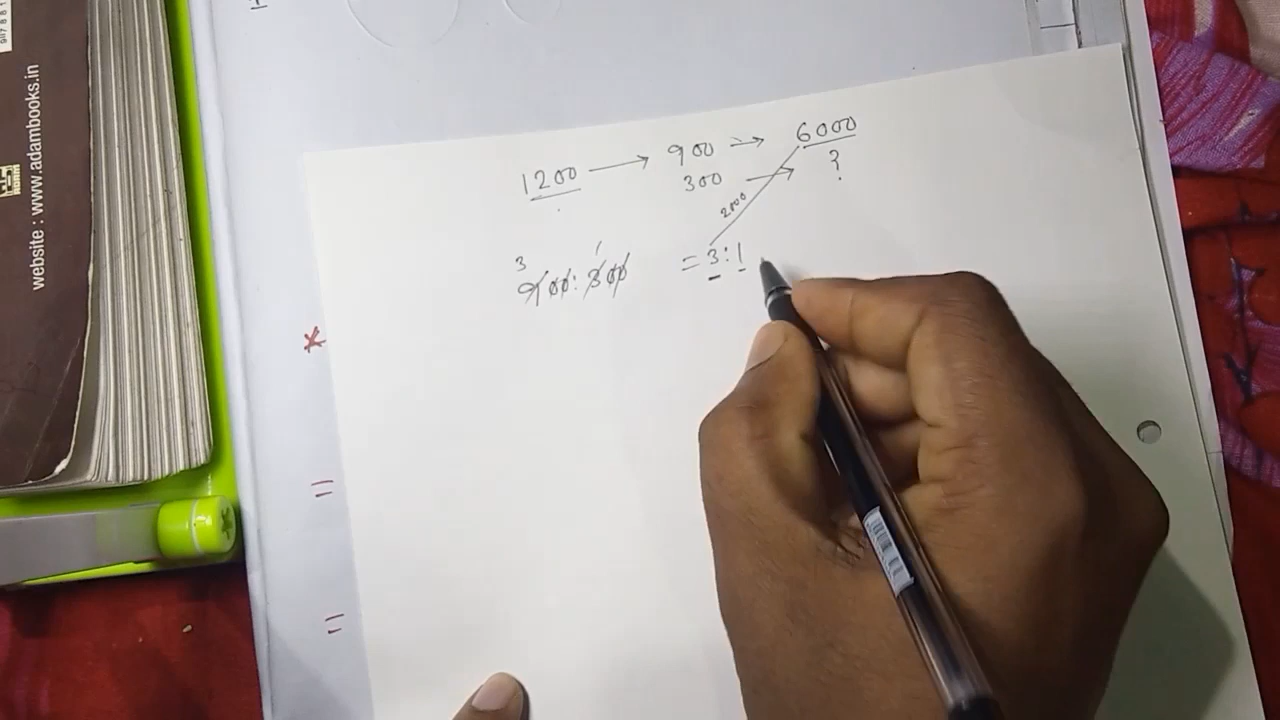 website : www.adambooks.in
1200 → 900 → 6000
300 → ?
2000
3 1
900 : 300 = 3 : 1
*
=
=